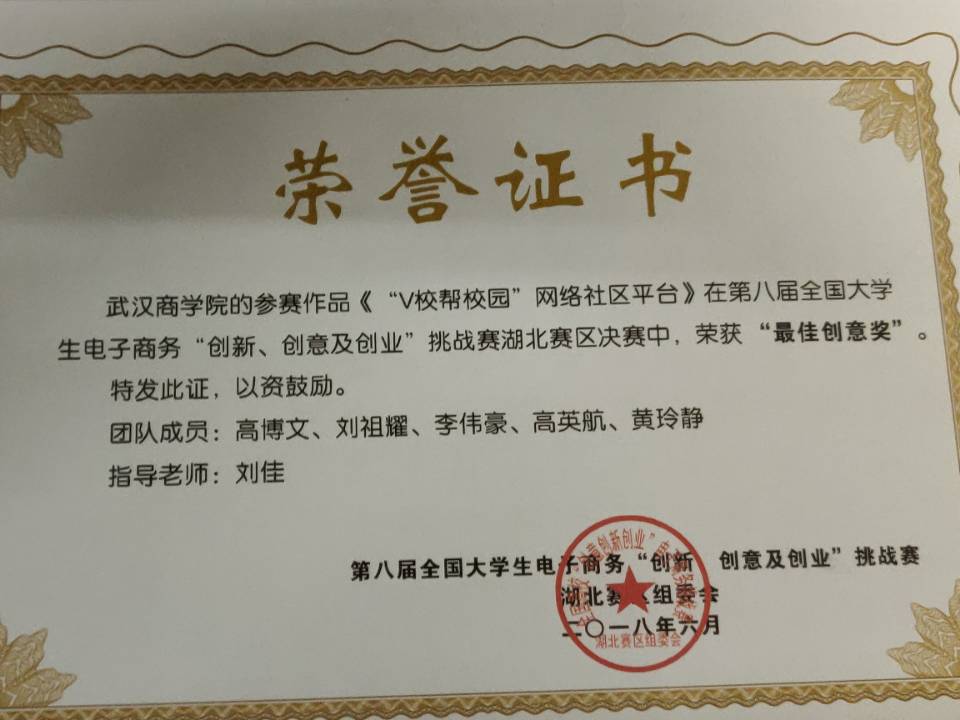 荣誉证书
武汉商学院的参赛作品《“V校帮校园”网络社区平台》在第八届全国大学
生电子商务“创新、创意及创业”挑战赛湖北赛区决赛中，荣获“最佳创意奖”。
特发此证，以资鼓励。
团队成员：高博文、刘祖耀、李伟豪、高英航、黄玲静
指导老师：刘佳
第八届全国大学生电子商务“创新、创意及创业”挑战赛
湖北赛区组委会
二〇一八年六月
湖北赛区组委会